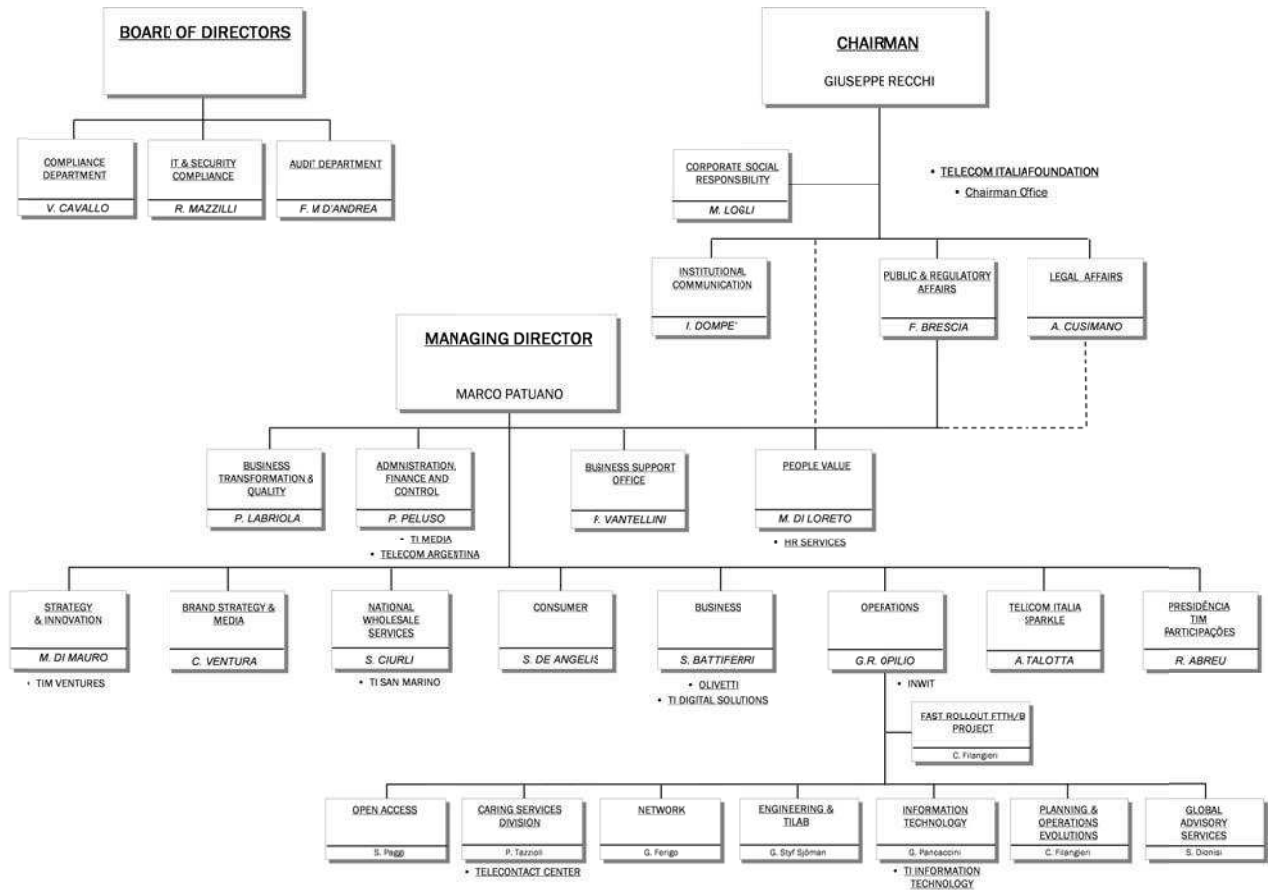 BOARD OF DIRECTORS
CHAIRMAN
GIUSEPPE RECCHI
COMPLIANCE
DEPARTMENT
V. CAVALLO
IT & SECURITY
COMPLIANCE
R. MAZZILLI
AUDIT DEPARTMENT
F. M D'ANDREA
CORPORATE SOCIAL
RESPONSIBILITY
M. LOGLI
• TELECOM ITALIA FOUNDATION
• Chairman Office
INSTITUTIONAL
COMMUNICATION
I. DOMPE'
PUBLIC & REGULATORY
AFFAIRS
F. BRESCIA
LEGAL AFFAIRS
A. CUSIMANO
MANAGING DIRECTOR
MARCO PATUANO
BUSINESS
TRANSFORMATION &
QUALITY
P. LABRIOLA
ADMINISTRATION,
FINANCE AND
CONTROL
P. PELUSO
• TI MEDIA
• TELECOM ARGENTINA
BUSINESS SUPPORT
OFFICE
VANTELLINI
PEOPLE VALUE
M. DI LORETO
• HR SERVICES
STRATEGY
& INNOVATION
M. DI MAURO
• TIM VENTURES
BRAND STRATEGY &
MEDIA
C. VENTURA
NATIONAL
WHOLESALE
SERVICES
S. CIURLI
• TI SAN MARINO
CONSUMER
S. DE ANGELIS
BUSINESS
S. BATTIFERRI
• OLIVETTI
• TI DIGITAL SOLUTIONS
OPERATIONS
G.R. OPILIO
• INWIT
TELECOM ITALIA
SPARKLE
A. TALOTTA
PRESIDÊNCIA
TIM
PARTICIPAÇÕES
R. ABREU
FAST ROLLOUT FTTH/B
PROJECT
C. Filangieri
OPEN ACCESS
S. Paggi
CARING SERVICES
DIVISION
P. Tazzioli
• TELECONTACT CENTER
NETWORK
G. Ferigo
ENGINEERING &
TILAB
G. Styf Sjöman
INFORMATION
TECHNOLOGY
G. Pancaccini
• TI INFORMATION
TECHNOLOGY
PLANNING &
OPERATIONS
EVOLUTIONS
C. Filangieri
GLOBAL
ADVISORY
SERVICES
S. Dionisi